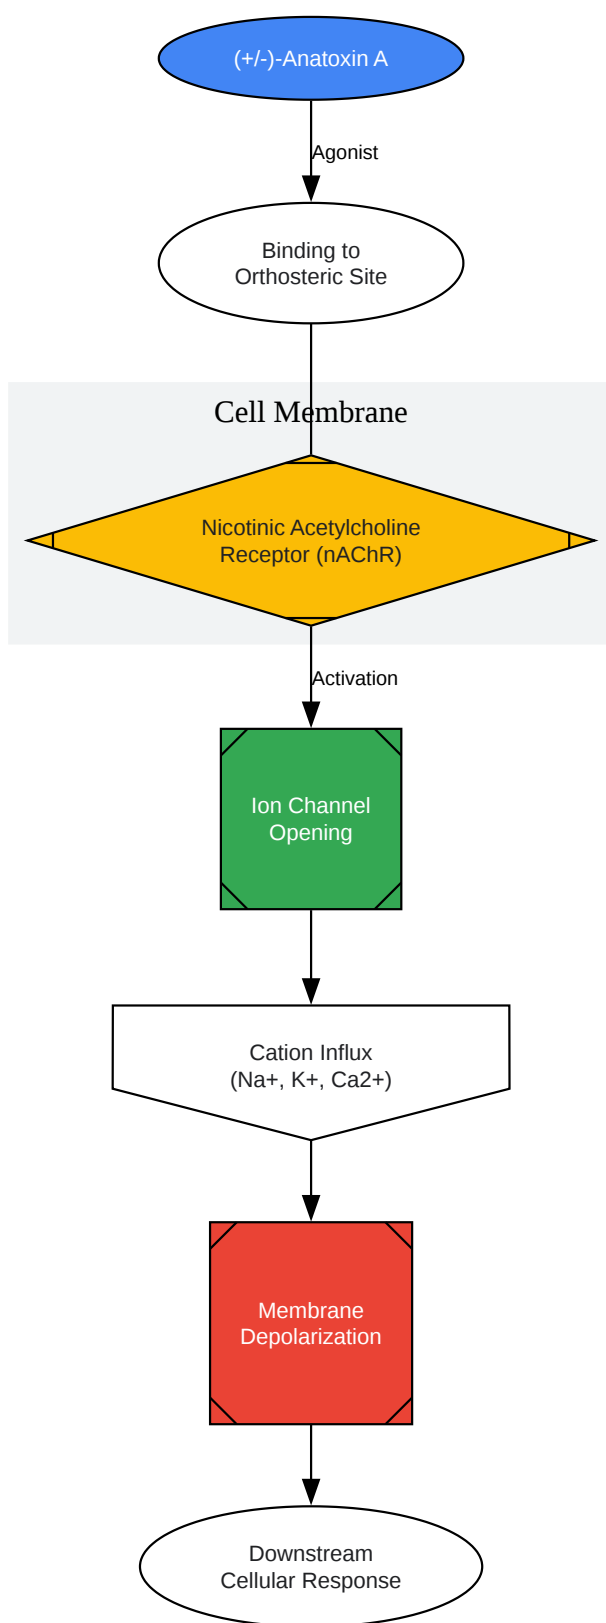 (+/-)-Anatoxin A
Agonist
Binding to
Orthosteric Site
Cell Membrane
Nicotinic Acetylcholine
Receptor (nAChR)
Activation
Ion Channel
Opening
Cation Influx
(Na+, K+, Ca2+)
Membrane
Depolarization
Downstream
Cellular Response